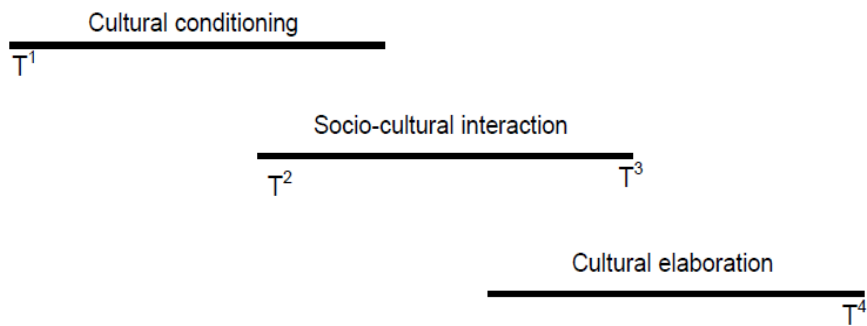 Cultural conditioning
T¹
Socio-cultural interaction
T² T³
Cultural elaboration
T⁴